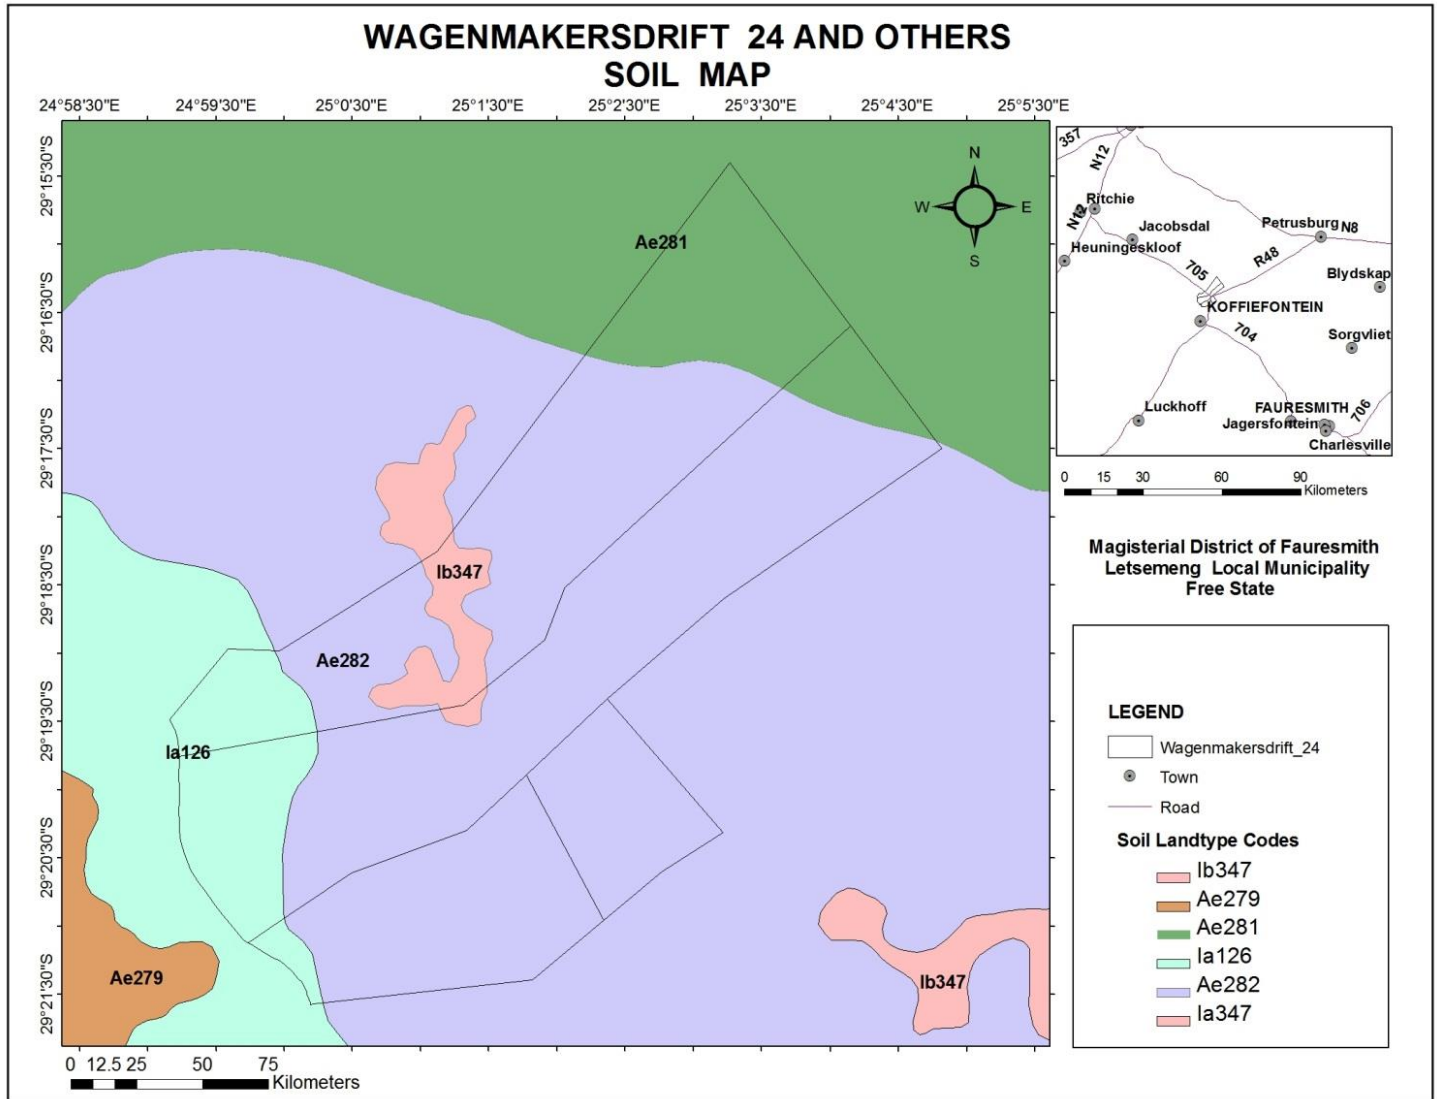 WAGENMAKERSDRIFT 24 AND OTHERS
SOIL MAP
24°58'30"E 24°59'30"E 25°0'30"E 25°1'30"E 25°2'30"E 25°3'30"E 25°4'30"E 25°53'0"E
29°15'30"S
29°16'30"S
29°17'30"S
29°18'30"S
29°19'30"S
29°20'30"S
29°21'30"S
N
W E
S
Ae281
Ib347
Ae282
Ia126
Ae279
Ib347
0 12.5 25 50 75
Kilometers
357
N12
Ritchie
N12
Jacobsdal
Petrusburg N8
Heuningeskloof
705
R48
Blydskap
KOFFIEFONTEIN
704
Sorgvliet
Luckhoff
FAURESMITH
706
Jagersfontein
Charlesville
0 15 30 60 90
Kilometers
Magisterial District of Fauresmith
Letsemeng Local Municipality
Free State
LEGEND
Wagenmakersdrift_24
Town
Road
Soil Landtype Codes
Ib347
Ae279
Ae281
Ia126
Ae282
Ia347